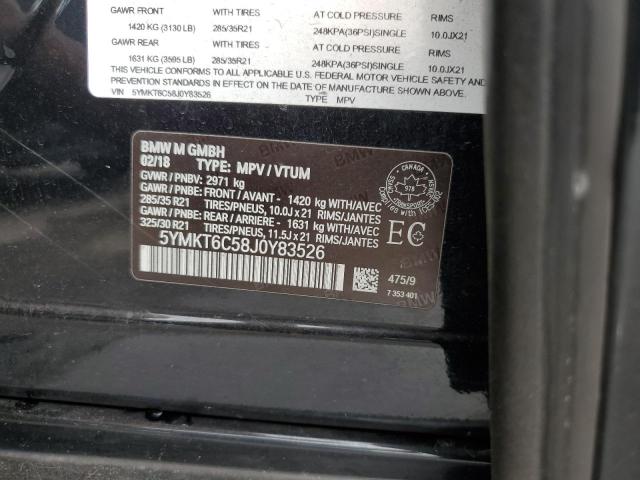 GAWR FRONT WITH TIRES AT COLD PRESSURE RIMS
1420 KG (3130 LB) 285/35R21 248KPA(36PSI)SINGLE 10.0JX21
GAWR REAR WITH TIRES AT COLD PRESSURE RIMS
1631 KG (3595 LB) 285/35R21 248KPA(36PSI)SINGLE 10.0JX21
THIS VEHICLE CONFORMS TO ALL APPLICABLE U.S. FEDERAL MOTOR VEHICLE SAFETY AND
STANDARDS IN EFFECT ON THE DATE OF MANUFACTURE SHOWN ABOVE.
VIN 5YMKT6C58J0Y83526 TYPE MPV
BMW M GMBH
02/18 TYPE: MPV / VTUM
GVWR / PNBV: 2971 kg
GAWR / PNBE: FRONT / AVANT - 1420 kg WITH/AVEC
285/35 R21 TIRES/PNEUS, 10.0J x 21 RIMS/JANTES
GAWR / PNBE: REAR / ARRIERE - 1631 kg WITH/AVEC
325/30 R21 TIRES/PNEUS, 11.5J x 21 RIMS/JANTES
5YMKT6C58J0Y83526
CANADA
978
TRANSPORT
EC
475/9
7 353 401
BMW